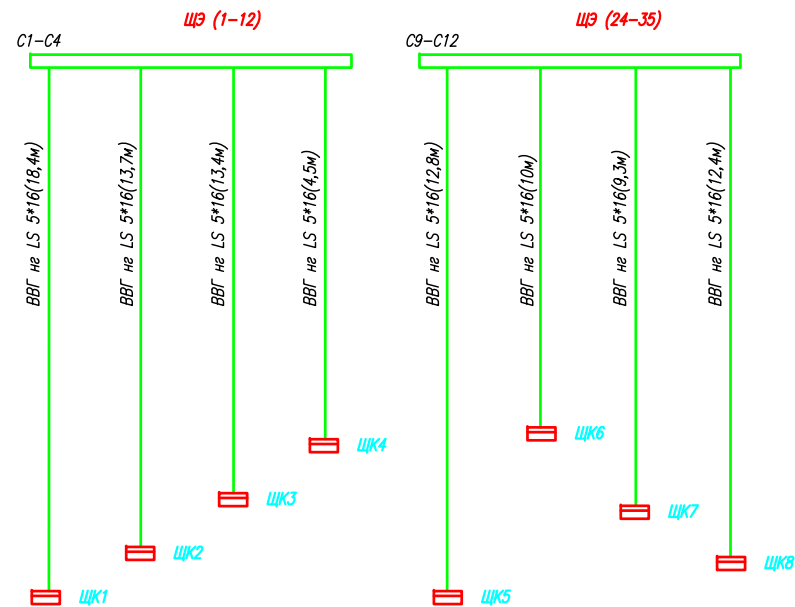 ЩЭ (1-12)
ЩЭ (24-35)
С1-С4
С9-С12
ВВГ нг LS 5*16(18,4м)
ВВГ нг LS 5*16(13,7м)
ВВГ нг LS 5*16(13,4м)
ВВГ нг LS 5*16(4,5м)
ВВГ нг LS 5*16(12,8м)
ВВГ нг LS 5*16(10м)
ВВГ нг LS 5*16(9,3м)
ВВГ нг LS 5*16(12,4м)
ЩК1
ЩК2
ЩК3
ЩК4
ЩК5
ЩК6
ЩК7
ЩК8